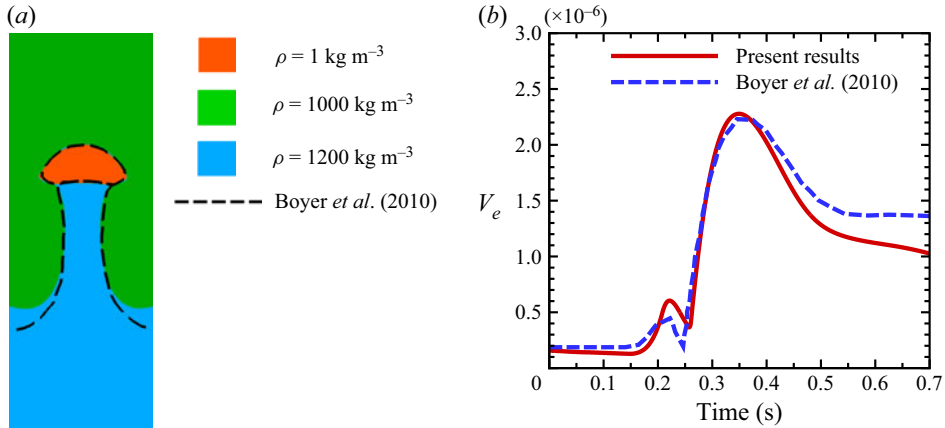 (a)
ρ = 1 kg m⁻³
ρ = 1000 kg m⁻³
ρ = 1200 kg m⁻³
Boyer et al. (2010)
(b)
(×10⁻⁶)
3.0
2.5
2.0
1.5
1.0
0.5
0
V_e
Present results
Boyer et al. (2010)
0 0.1 0.2 0.3 0.4 0.5 0.6 0.7
Time (s)